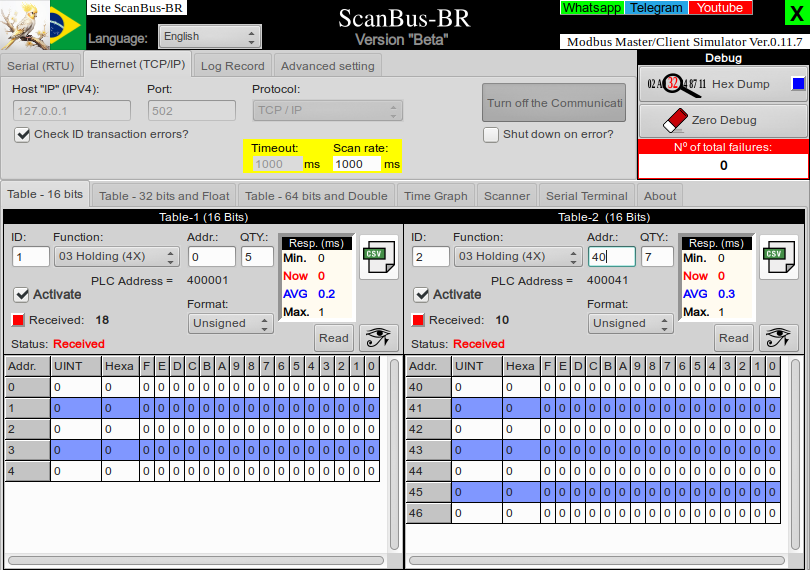 Site ScanBus-BR
ScanBus-BR
Whatsapp Telegram Youtube
X
Language: English
Version "Beta"
Modbus Master/Client Simulator Ver.0.11.7
Serial (RTU) Ethernet (TCP/IP) Log Record Advanced setting
Debug
Host "IP" (IPV4): Port: Protocol:
127.0.0.1 502 TCP / IP
Turn off the Communicati
Hex Dump
Check ID transaction errors?
Shut down on error?
Zero Debug
Timeout: Scan rate:
1000 ms 1000 ms
Nº of total failures:
0
Table - 16 bits Table - 32 bits and Float Table - 64 bits and Double Time Graph Scanner Serial Terminal About
Table-1 (16 Bits)
ID: Function: Addr.: QTY.:
1 03 Holding (4X) 0 5
PLC Address = 400001
Activate
Format:
Unsigned
Received: 18
Status: Received
Resp. (ms)
Min. 0
Now 0
AVG 0.2
Max. 1
CSV
Read
Addr. UINT Hexa F E D C B A 9 8 7 6 5 4 3 2 1 0
0 0 0 0 0 0 0 0 0 0 0 0 0 0 0 0 0 0 0
1 0 0 0 0 0 0 0 0 0 0 0 0 0 0 0 0 0 0
2 0 0 0 0 0 0 0 0 0 0 0 0 0 0 0 0 0 0
3 0 0 0 0 0 0 0 0 0 0 0 0 0 0 0 0 0 0
4 0 0 0 0 0 0 0 0 0 0 0 0 0 0 0 0 0 0
Table-2 (16 Bits)
ID: Function: Addr.: QTY.:
2 03 Holding (4X) 40 7
PLC Address = 400041
Activate
Format:
Unsigned
Received: 10
Status: Received
Resp. (ms)
Min. 0
Now 0
AVG 0.3
Max. 1
CSV
Read
Addr. UINT Hexa F E D C B A 9 8 7 6 5 4 3 2 1 0
40 0 0 0 0 0 0 0 0 0 0 0 0 0 0 0 0 0 0
41 0 0 0 0 0 0 0 0 0 0 0 0 0 0 0 0 0 0
42 0 0 0 0 0 0 0 0 0 0 0 0 0 0 0 0 0 0
43 0 0 0 0 0 0 0 0 0 0 0 0 0 0 0 0 0 0
44 0 0 0 0 0 0 0 0 0 0 0 0 0 0 0 0 0 0
45 0 0 0 0 0 0 0 0 0 0 0 0 0 0 0 0 0 0
46 0 0 0 0 0 0 0 0 0 0 0 0 0 0 0 0 0 0